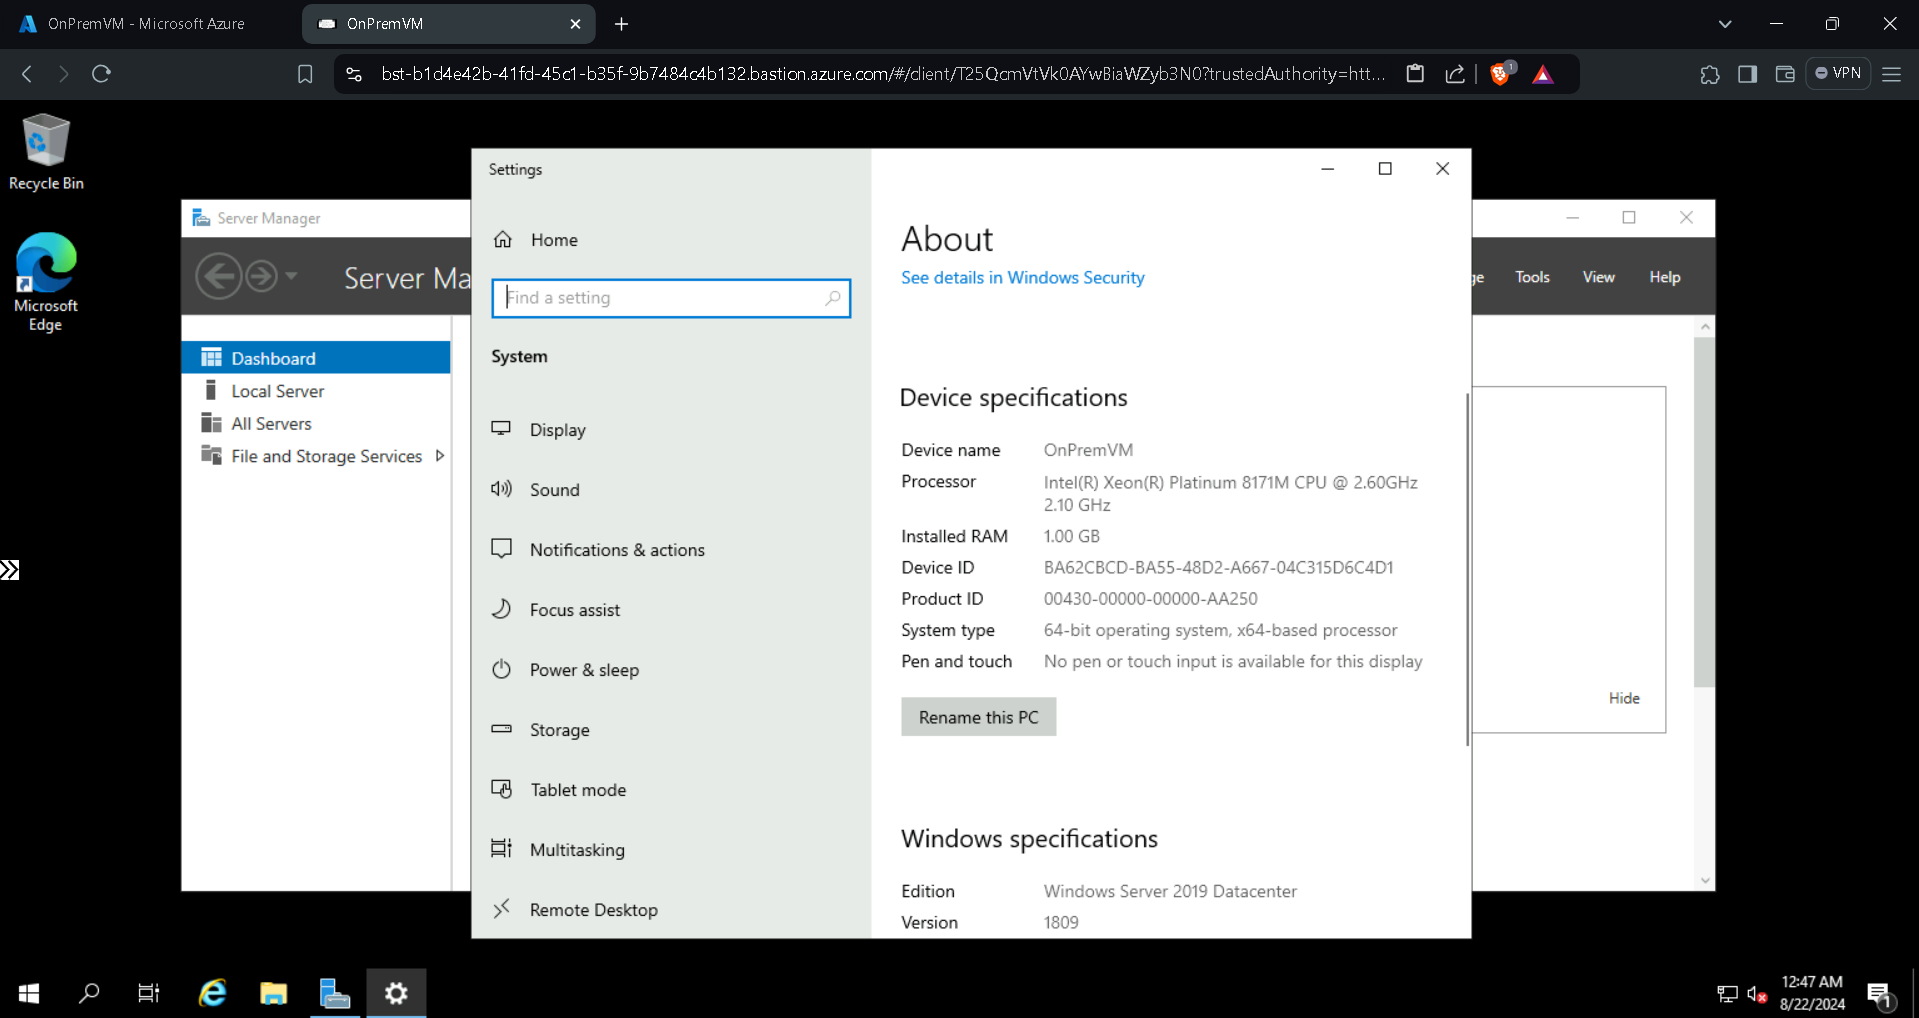 OnPremVM - Microsoft Azure
OnPremVM
bst-b1d4e42b-41fd-45c1-b35f-9b7484c4b132.bastion.azure.com/#/client/T25QcmVtVk0AYwBiaWZyb3N0?trustedAuthority=htt...
1
VPN
Recycle Bin
Microsoft
Edge
Server Manager
Server Ma
Tools
View
Help
Dashboard
Local Server
All Servers
File and Storage Services
Hide
Settings
Home
Find a setting
System
Display
Sound
Notifications & actions
Focus assist
Power & sleep
Storage
Tablet mode
Multitasking
Remote Desktop
About
See details in Windows Security
Device specifications
Device name OnPremVM
Processor Intel(R) Xeon(R) Platinum 8171M CPU @ 2.60GHz
2.10 GHz
Installed RAM 1.00 GB
Device ID BA62CBCD-BA55-48D2-A667-04C315D6C4D1
Product ID 00430-00000-00000-AA250
System type 64-bit operating system, x64-based processor
Pen and touch No pen or touch input is available for this display
Rename this PC
Windows specifications
Edition Windows Server 2019 Datacenter
Version 1809
12:47 AM
8/22/2024
1